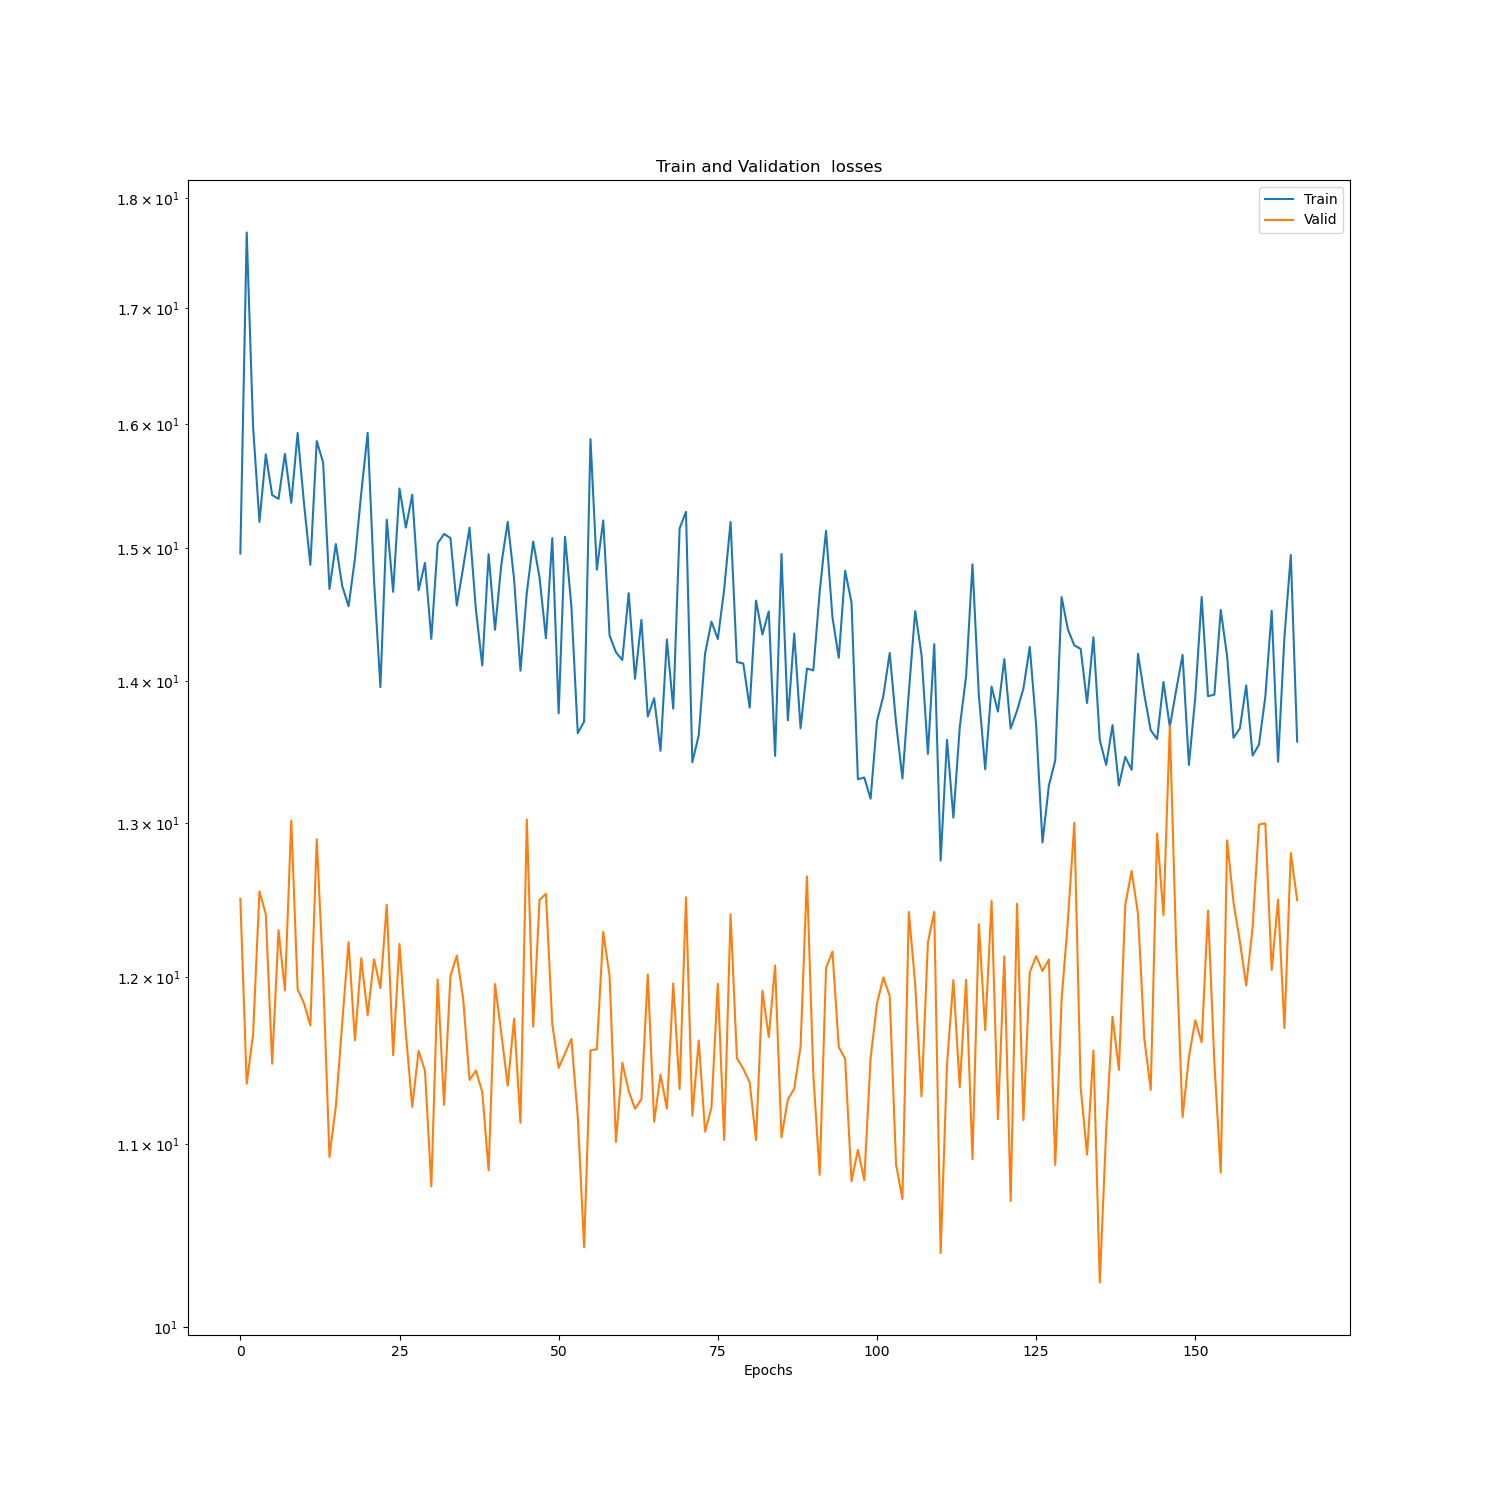 Train and Validation  losses
Train
Valid
1.8 × 10¹
1.7 × 10¹
1.6 × 10¹
1.5 × 10¹
1.4 × 10¹
1.3 × 10¹
1.2 × 10¹
1.1 × 10¹
10¹
0 25 50 75 100 125 150
Epochs